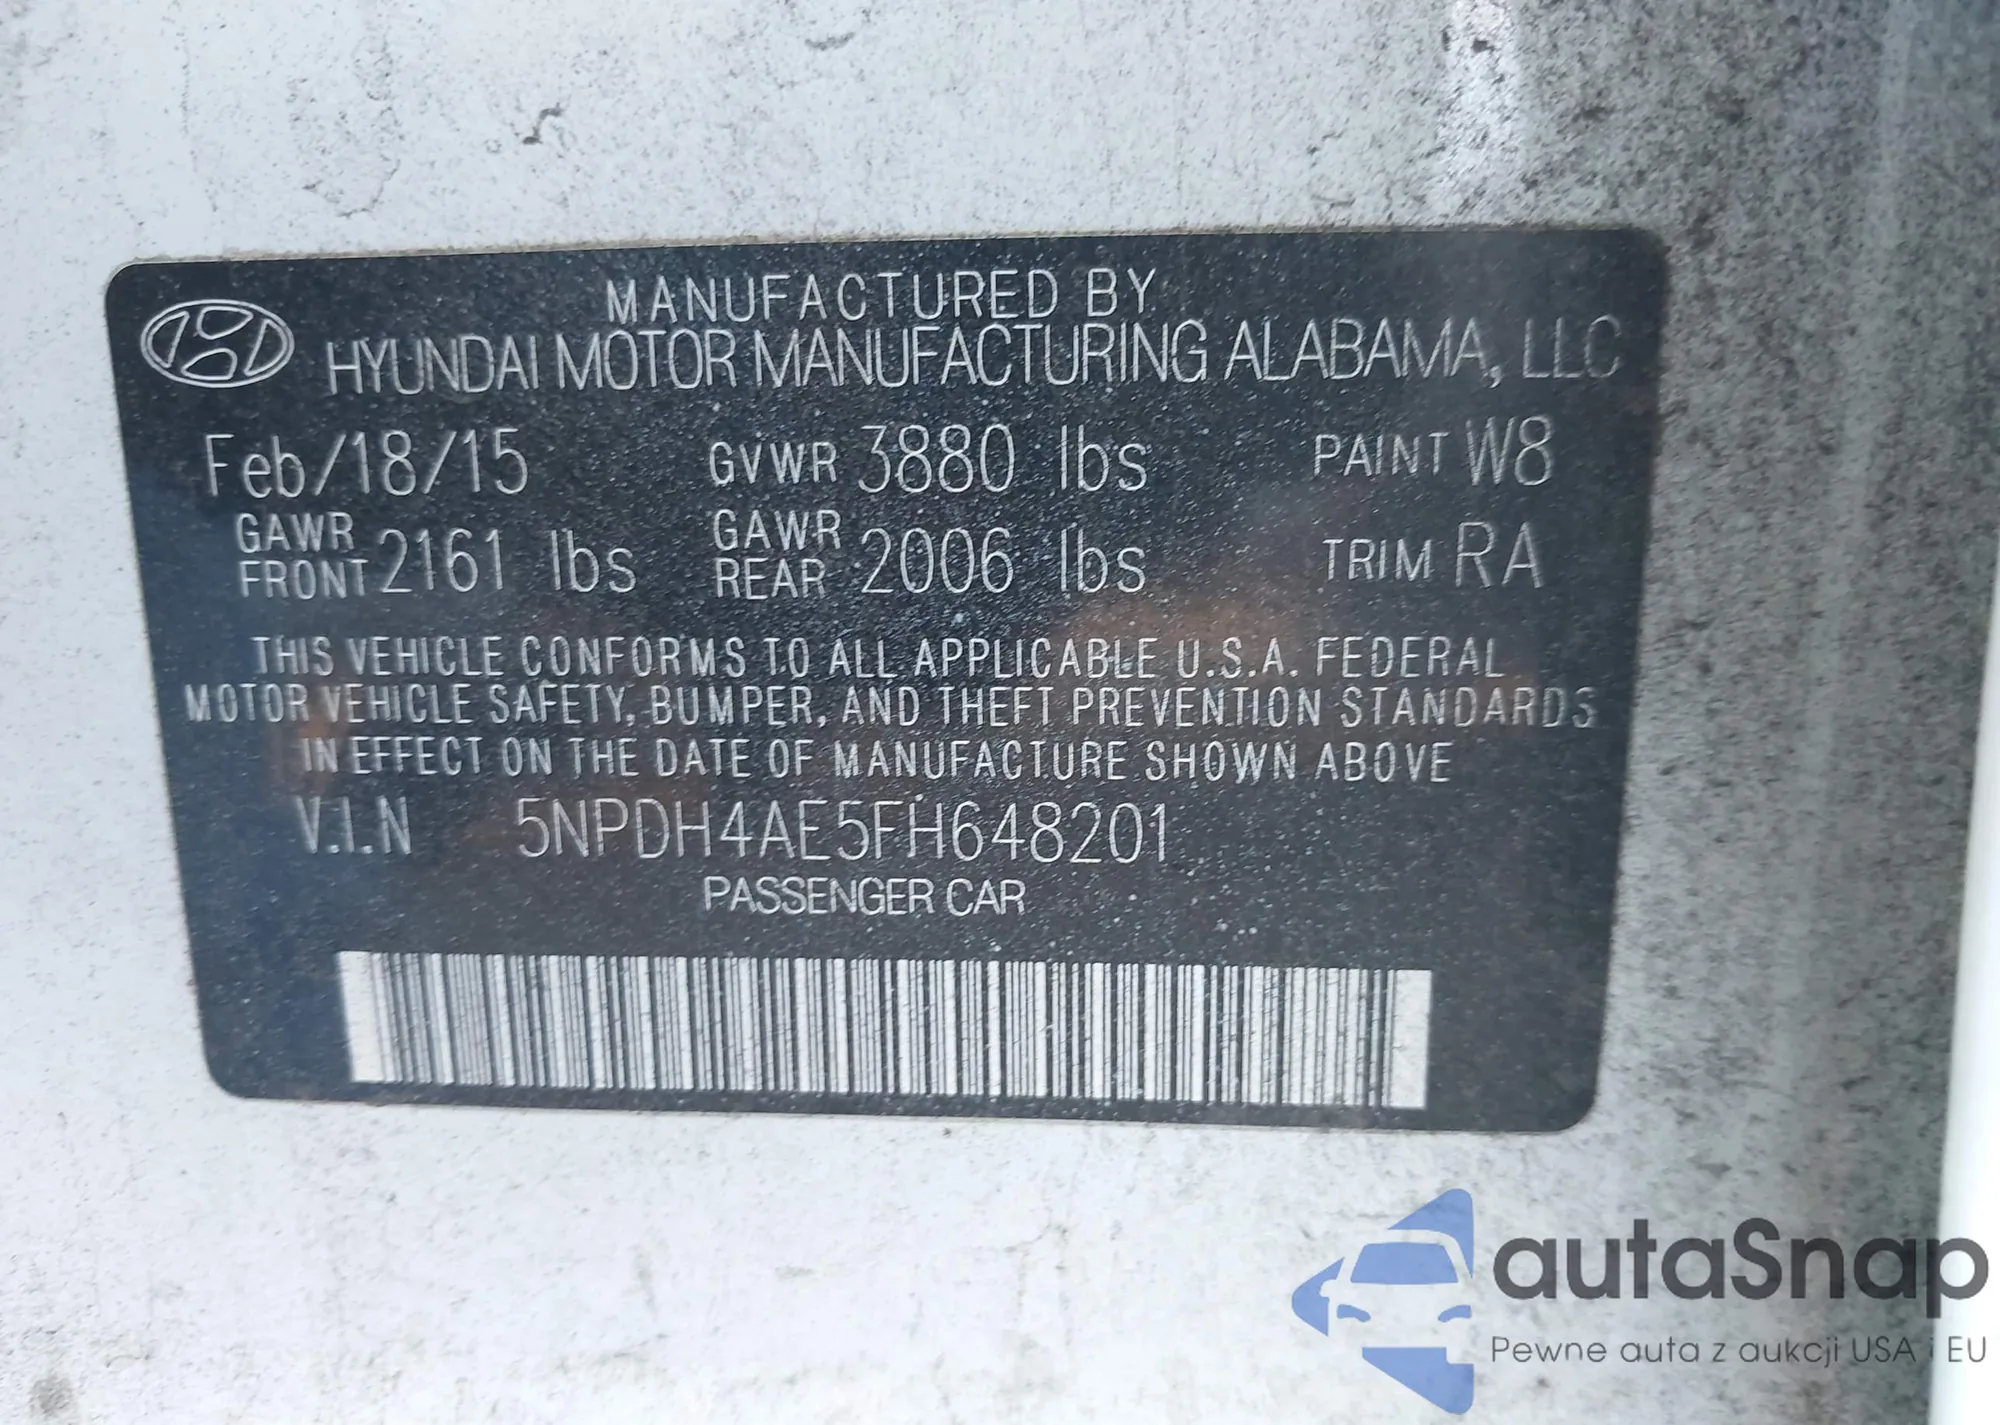 MANUFACTURED BY
HYUNDAI MOTOR MANUFACTURING ALABAMA, LLC
Feb/18/15 GVWR 3880 lbs PAINT W8
GAWR FRONT 2161 lbs GAWR REAR 2006 lbs TRIM RA
THIS VEHICLE CONFORMS TO ALL APPLICABLE U.S.A. FEDERAL
MOTOR VEHICLE SAFETY, BUMPER, AND THEFT PREVENTION STANDARDS
IN EFFECT ON THE DATE OF MANUFACTURE SHOWN ABOVE
V.I.N 5NPDH4AE5FH648201
PASSENGER CAR
autaSnap
Pewne auta z aukcji USA i EU